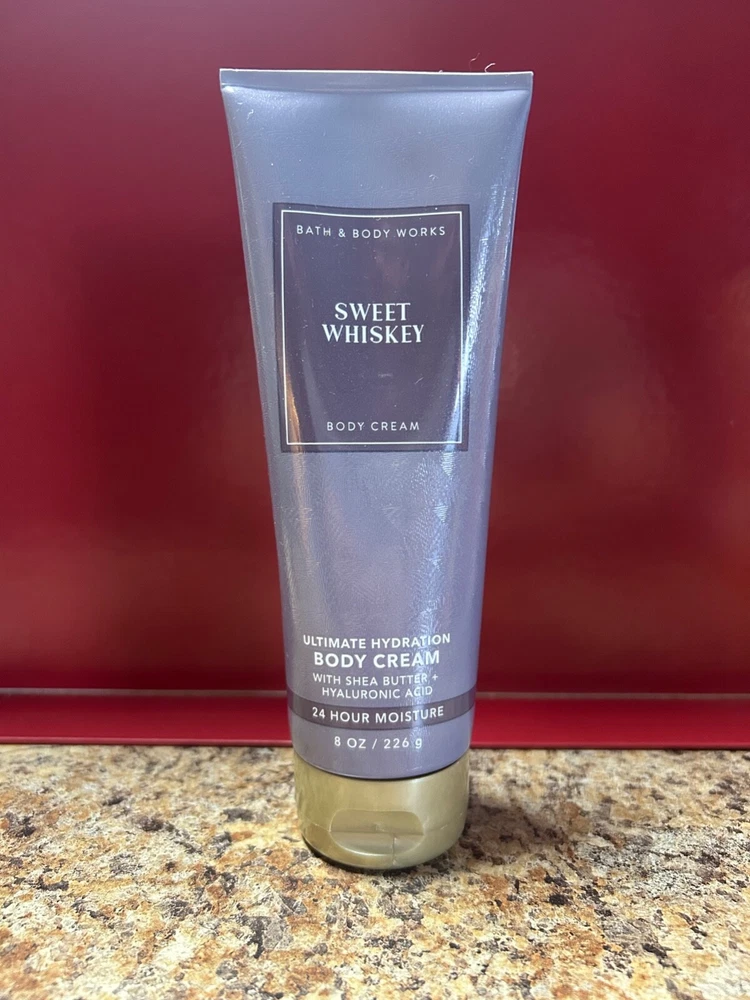 BATH & BODY WORKS
SWEET
WHISKEY
BODY CREAM
ULTIMATE HYDRATION
BODY CREAM
WITH SHEA BUTTER +
HYALURONIC ACID
24 HOUR MOISTURE
8 OZ / 226 g